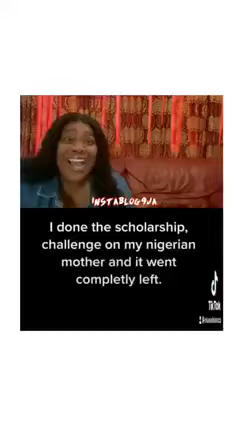 INSTABLOG9JA
I done the scholarship,
challenge on my nigerian
mother and it went
completly left.
TikTok